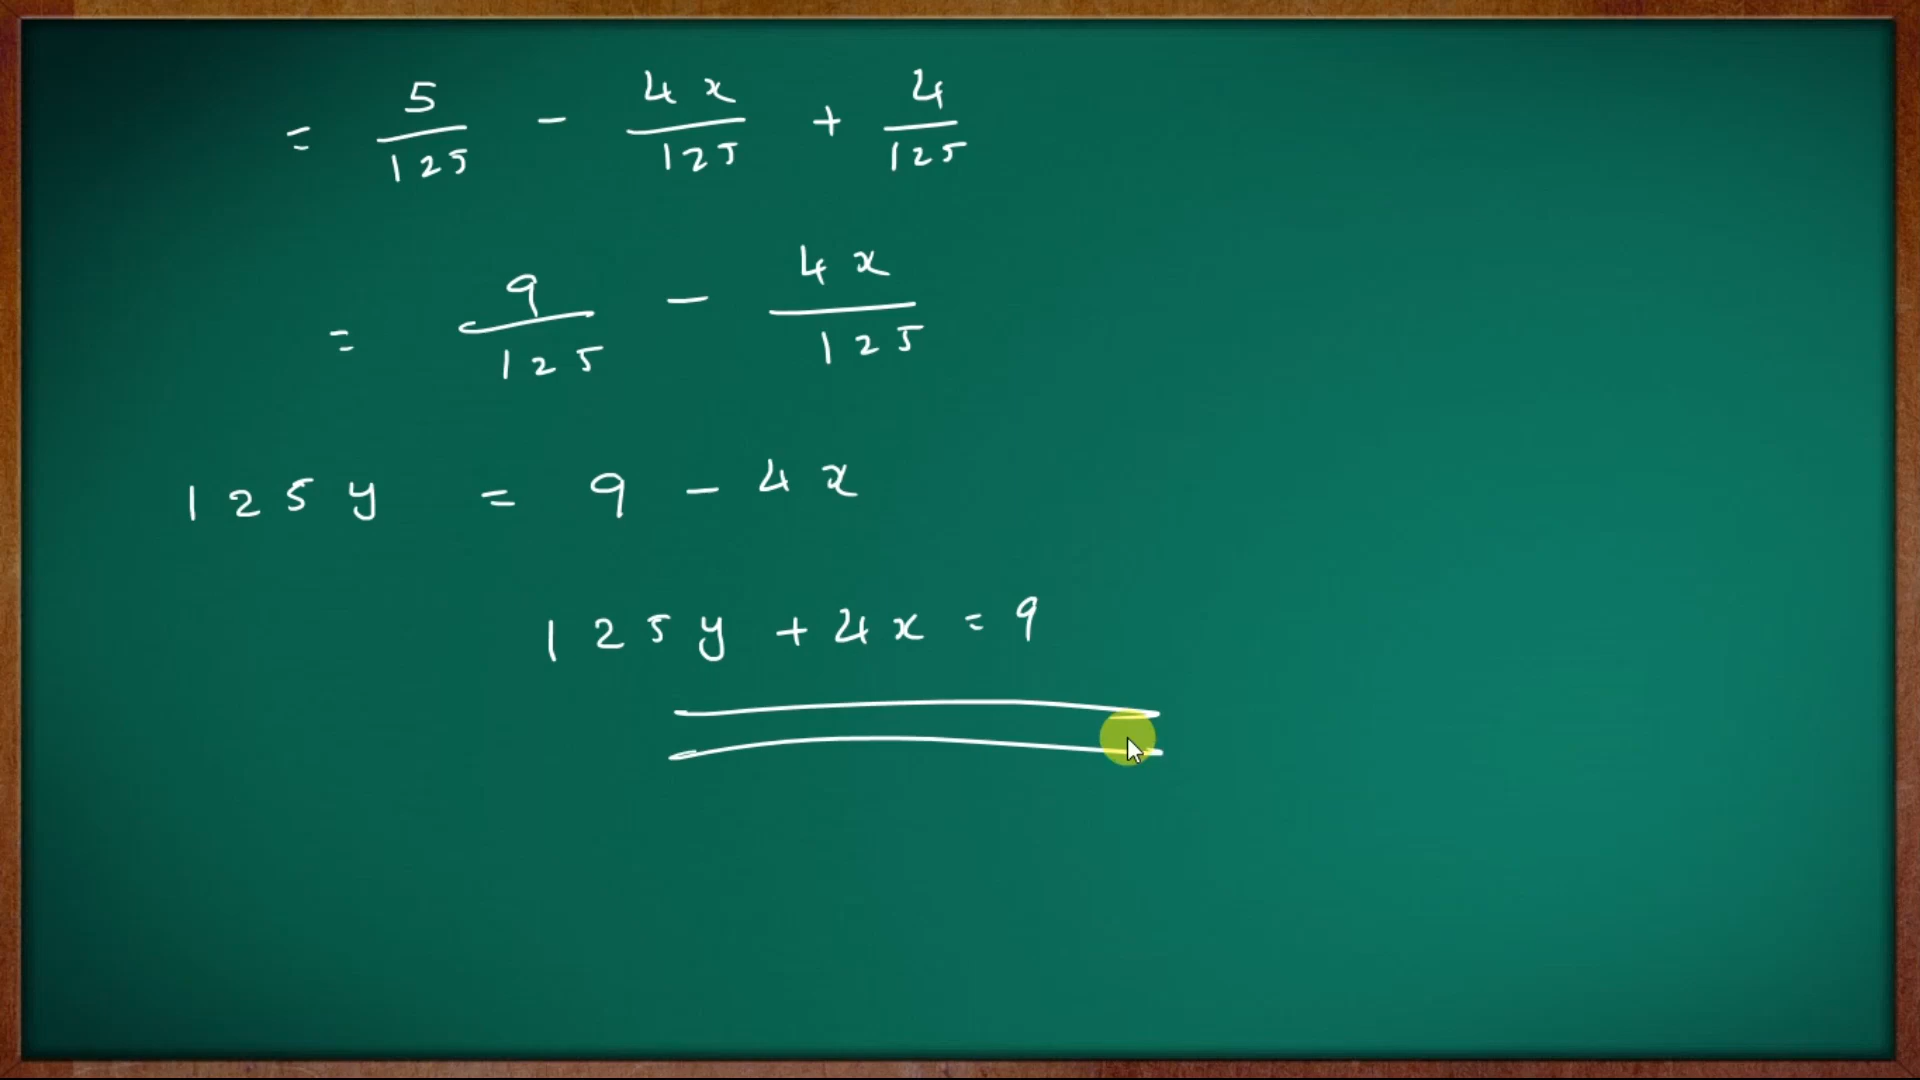 = 5/125 - 4x/125 + 4/125
= 9/125 - 4x/125
125y = 9 - 4x
125y + 4x = 9